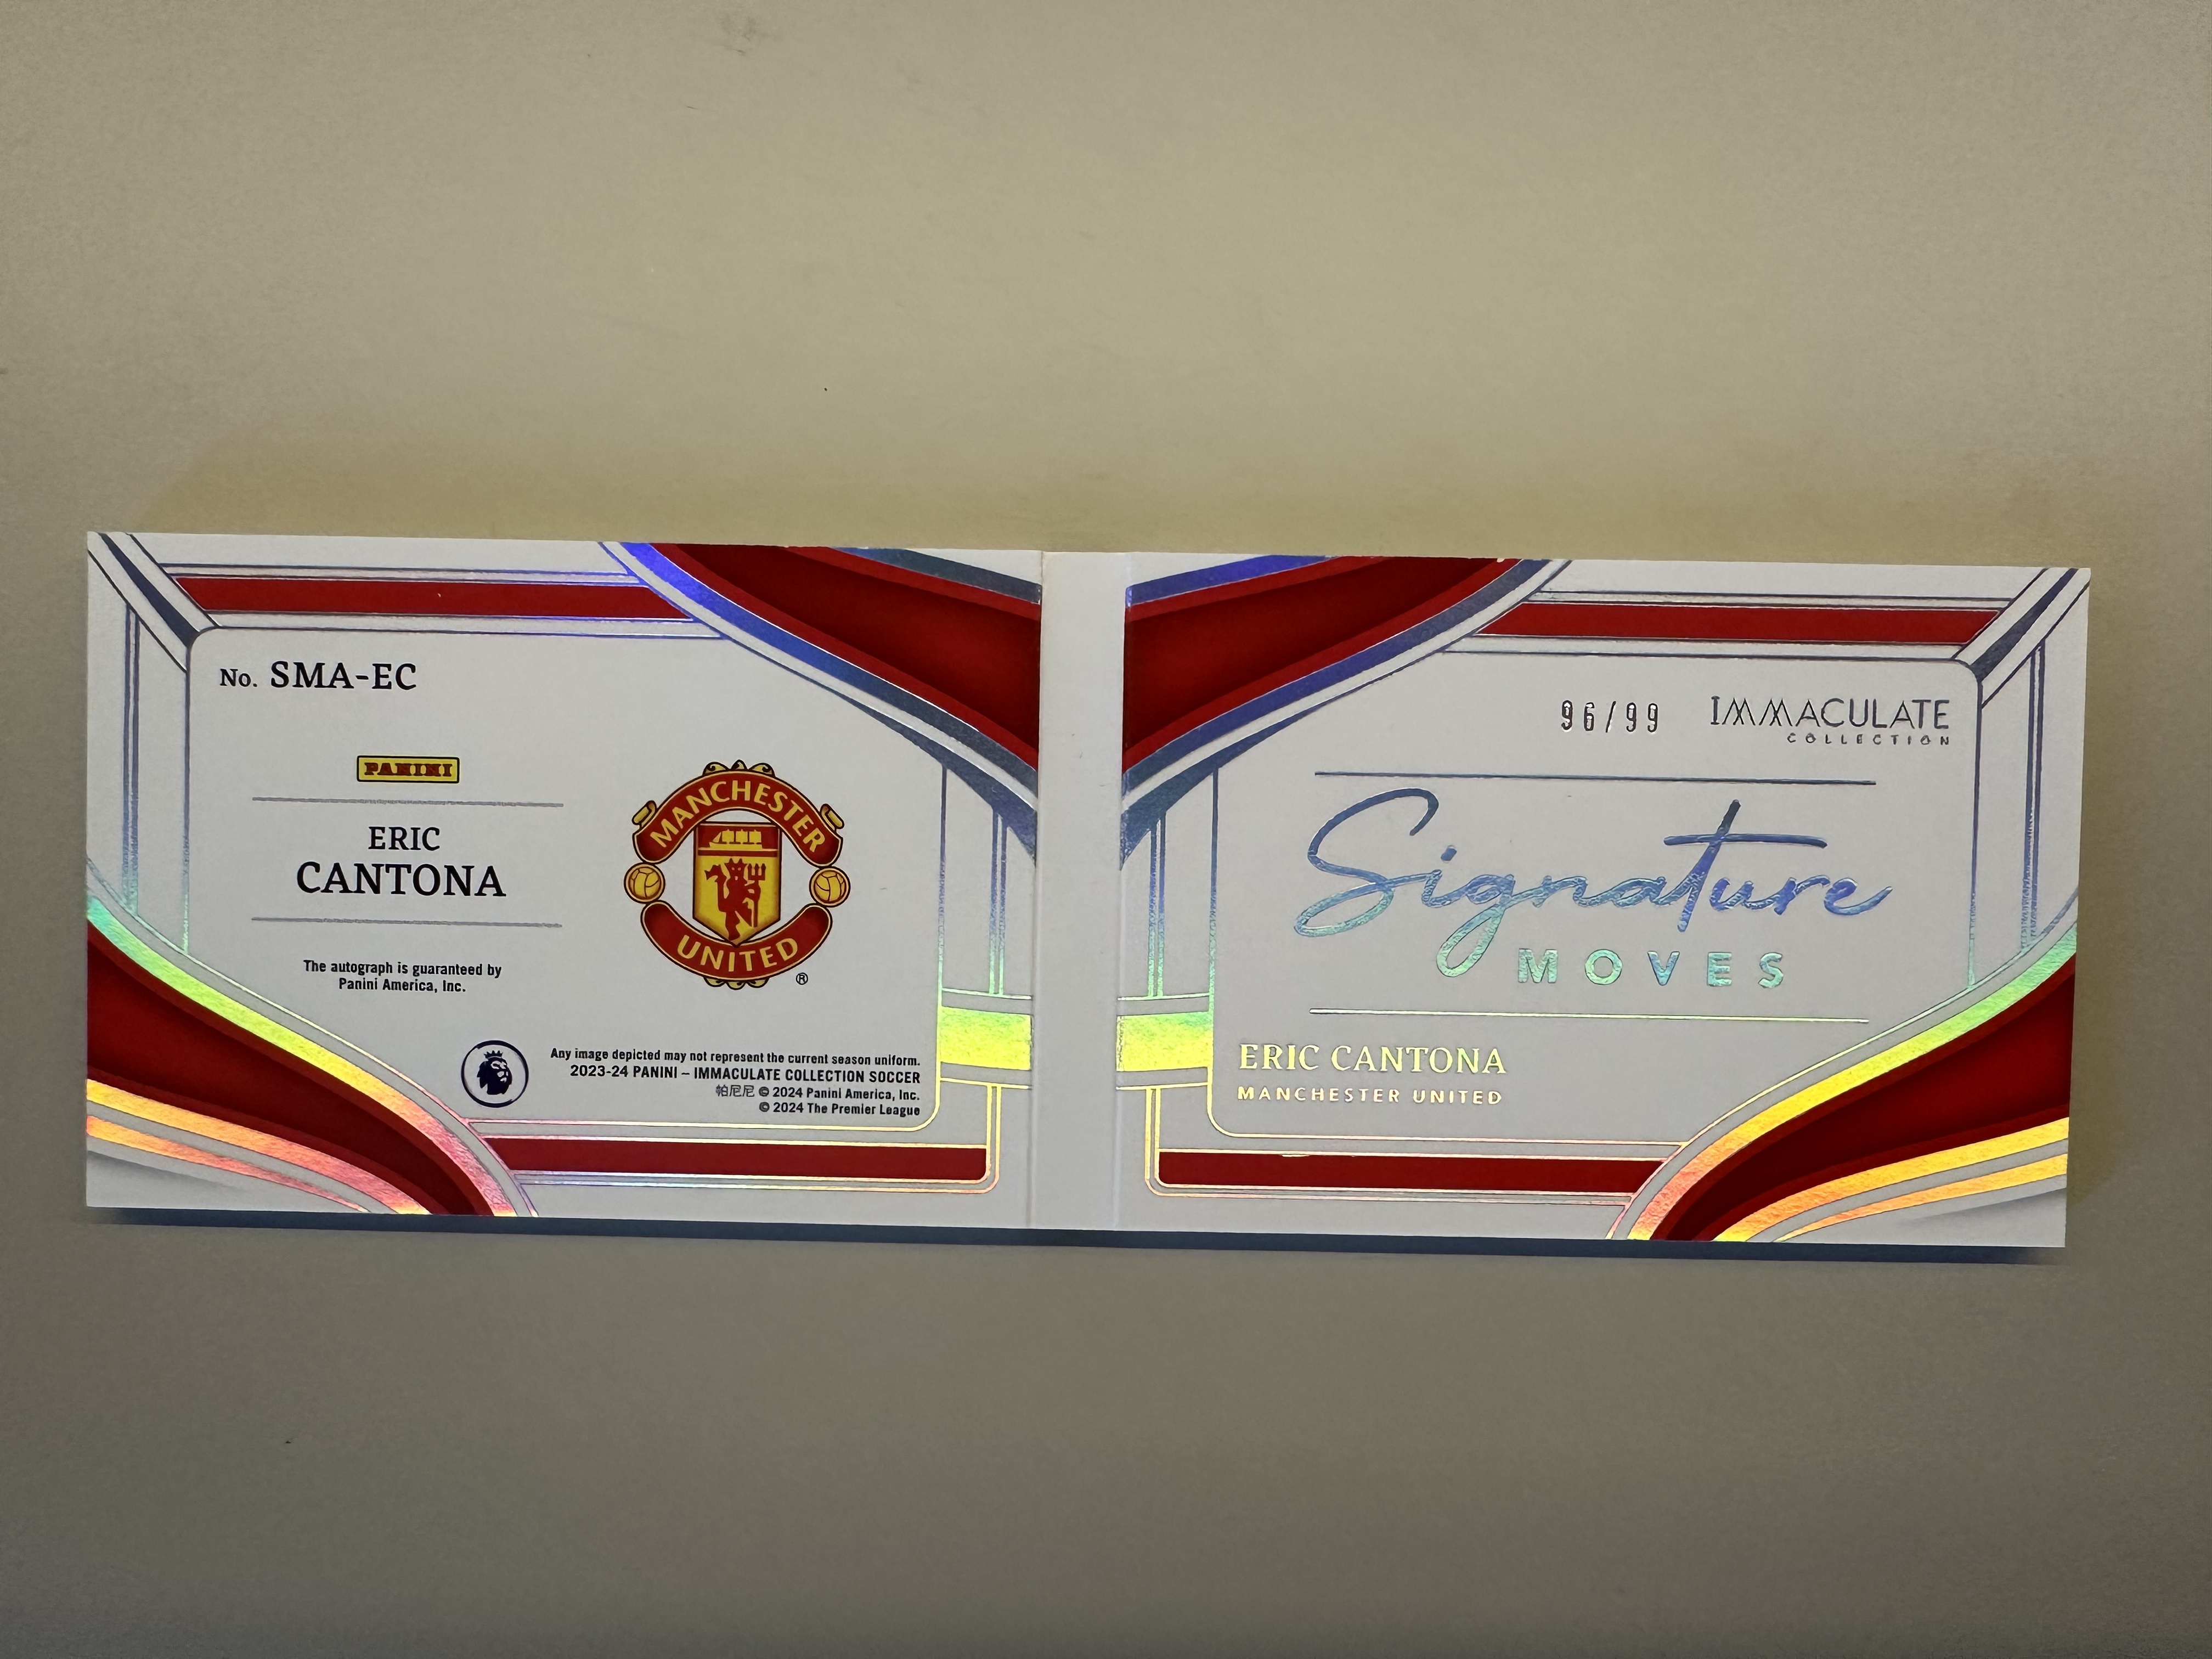 No. SMA-EC
PANINI
ERIC
CANTONA
The autograph is guaranteed by
Panini America, Inc.
MANCHESTER
UNITED
®
Any image depicted may not represent the current season uniform.
2023-24 PANINI – IMMACULATE COLLECTION SOCCER
帕尼尼 © 2024 Panini America, Inc.
© 2024 The Premier League
96/99
IMMACULATE
COLLECTION
Signature
MOVES
ERIC CANTONA
MANCHESTER UNITED